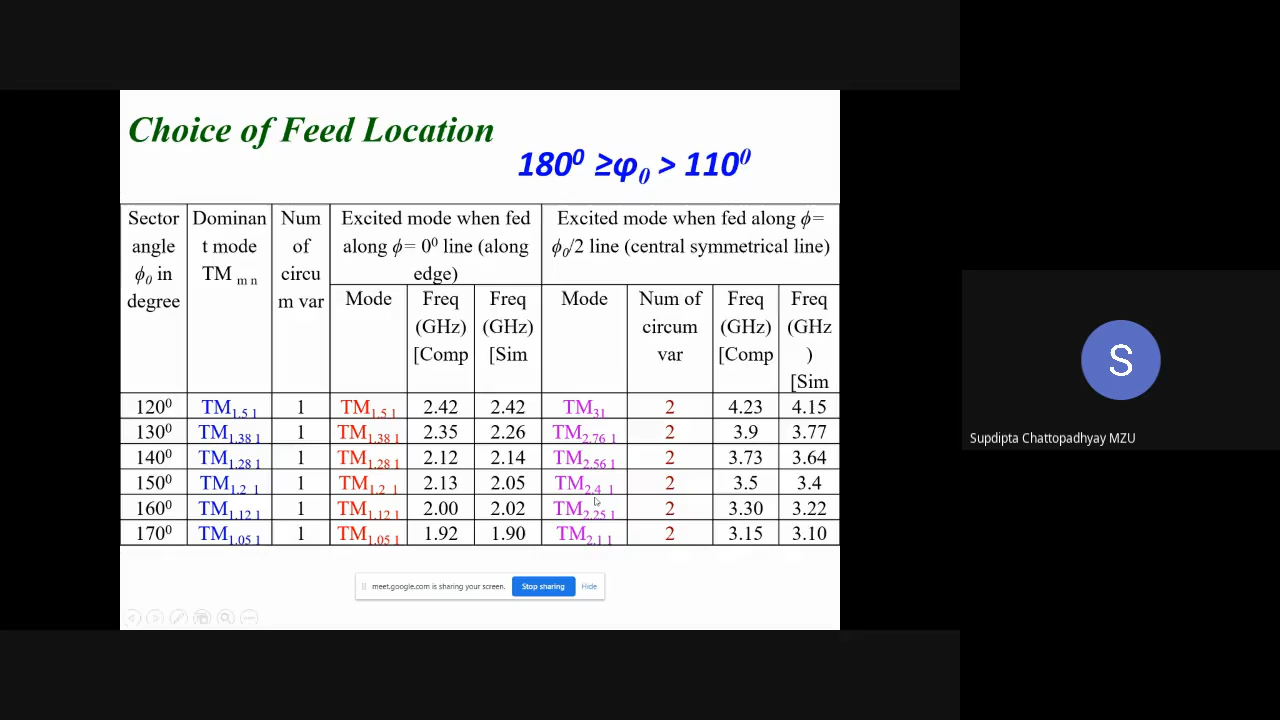 Choice of Feed Location
180⁰ ≥φ₀ > 110⁰
Sector angle ϕ₀ in degree
Dominan t mode TM m n
Num of circu m var
Excited mode when fed along ϕ= 0⁰ line (along edge)
Excited mode when fed along ϕ= ϕ₀/2 line (central symmetrical line)
Mode
Freq (GHz) [Comp
Freq (GHz) [Sim
Mode
Num of circum var
Freq (GHz) [Comp
Freq (GHz ) [Sim
120⁰ TM1.5 1 1 TM1.5 1 2.42 2.42 TM31 2 4.23 4.15
130⁰ TM1.38 1 1 TM1.38 1 2.35 2.26 TM2.76 1 2 3.9 3.77
140⁰ TM1.28 1 1 TM1.28 1 2.12 2.14 TM2.56 1 2 3.73 3.64
150⁰ TM1.2 1 1 TM1.2 1 2.13 2.05 TM2.4 1 2 3.5 3.4
160⁰ TM1.12 1 1 TM1.12 1 2.00 2.02 TM2.25 1 2 3.30 3.22
170⁰ TM1.05 1 1 TM1.05 1 1.92 1.90 TM2.1 1 2 3.15 3.10
meet.google.com is sharing your screen. Stop sharing Hide
S
Supdipta Chattopadhyay MZU